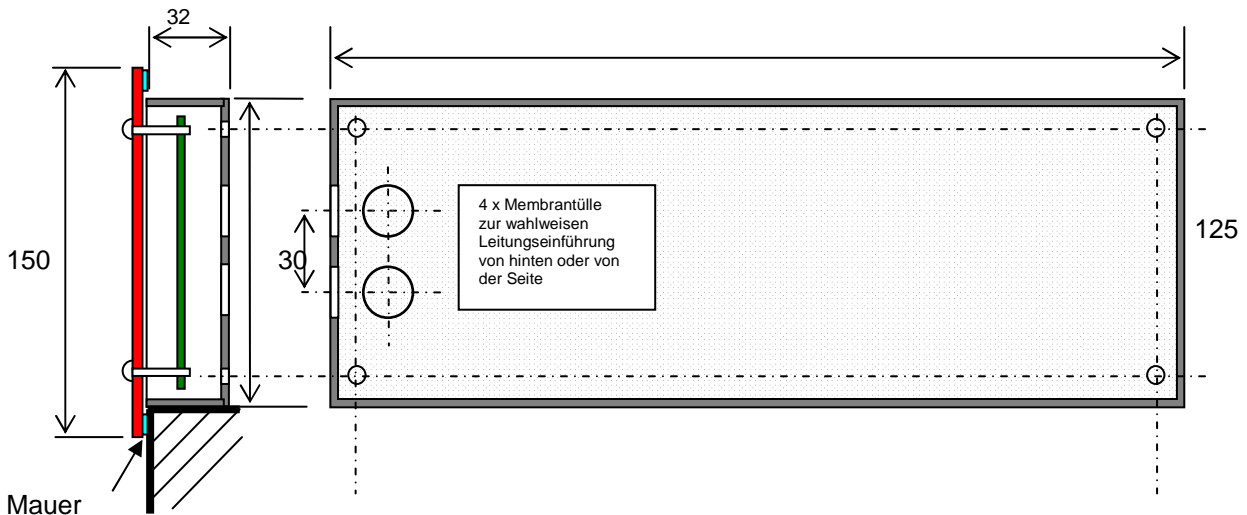 32
150
30
4 x Membrantülle
zur wahlweisen
Leitungseinführung
von hinten oder von
der Seite
125
Mauer